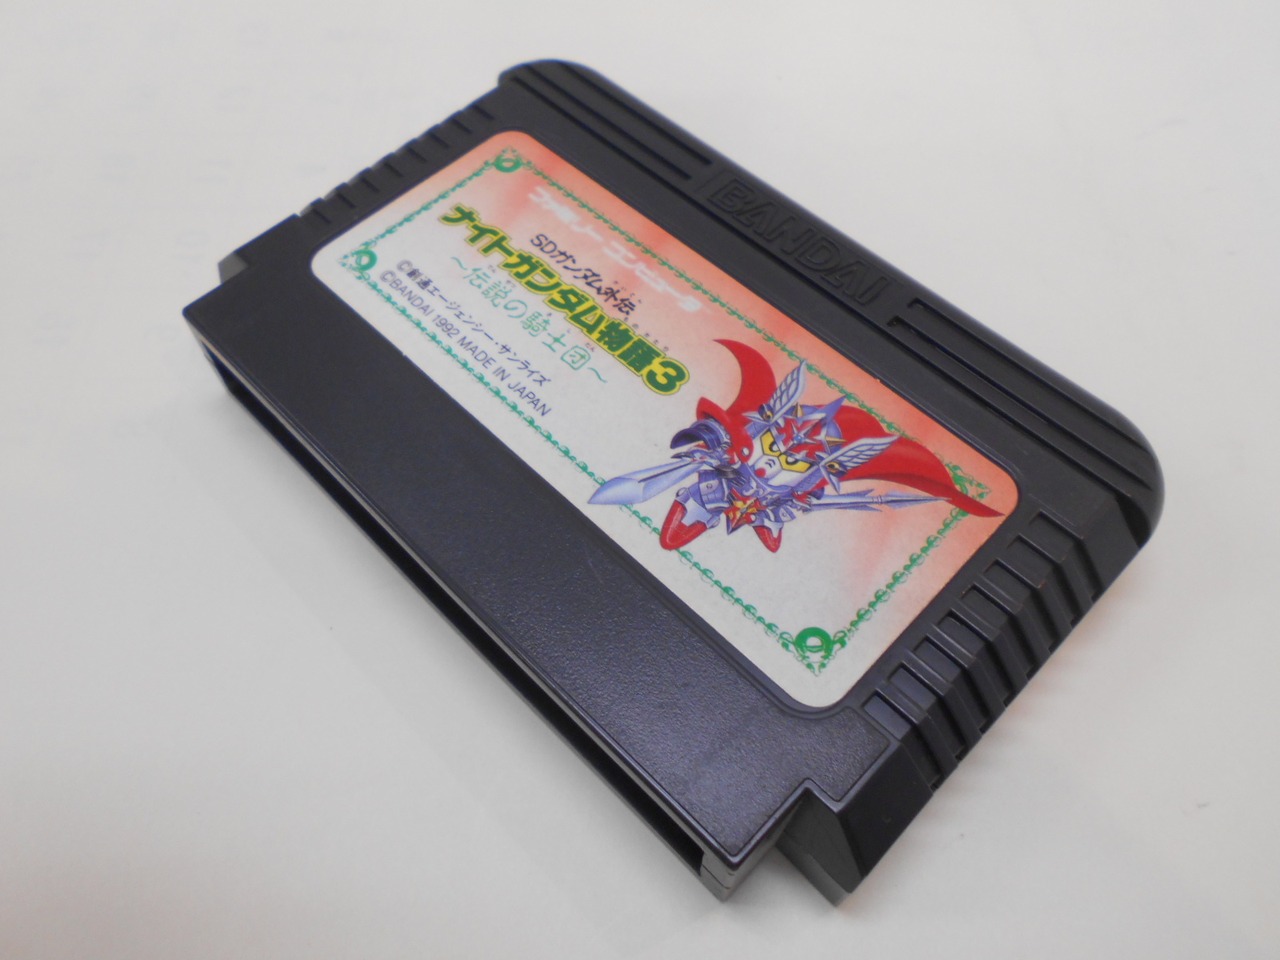 BANDAI
ファミリーコンピュータ
SDガンダム外伝
ナイトガンダム物語3
～伝説の騎士団～
©創通エージェンシー・サンライズ
©BANDAI 1992 MADE IN JAPAN